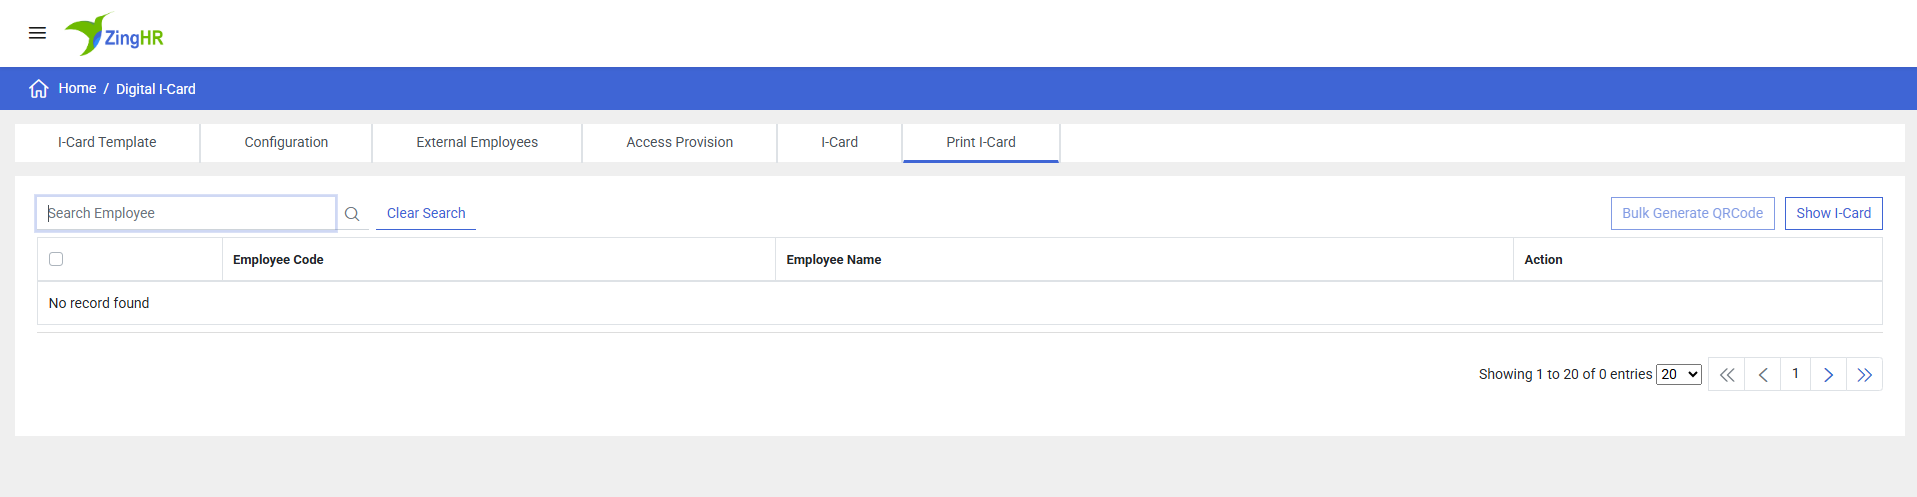 ZingHR
Home / Digital I-Card
I-Card Template Configuration External Employees Access Provision I-Card Print I-Card
Search Employee Clear Search Bulk Generate QRCode Show I-Card
Employee Code Employee Name Action
No record found
Showing 1 to 20 of 0 entries 20 1